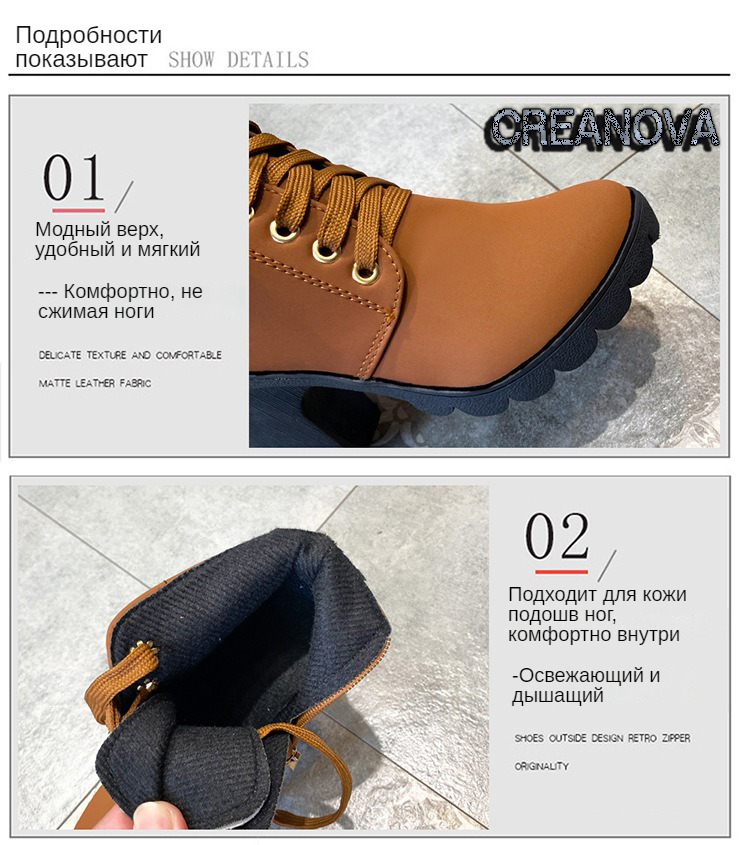 Подробности
показывают SHOW DETAILS
CREANOVA
01
Модный верх,
удобный и мягкий
--- Комфортно, не
сжимая ноги
DELICATE TEXTURE AND COMFORTABLE
MATTE LEATHER FABRIC
02
Подходит для кожи
подошв ног,
комфортно внутри
-Освежающий и
дышащий
SHOES OUTSIDE DESIGN RETRO ZIPPER
ORIGINALITY